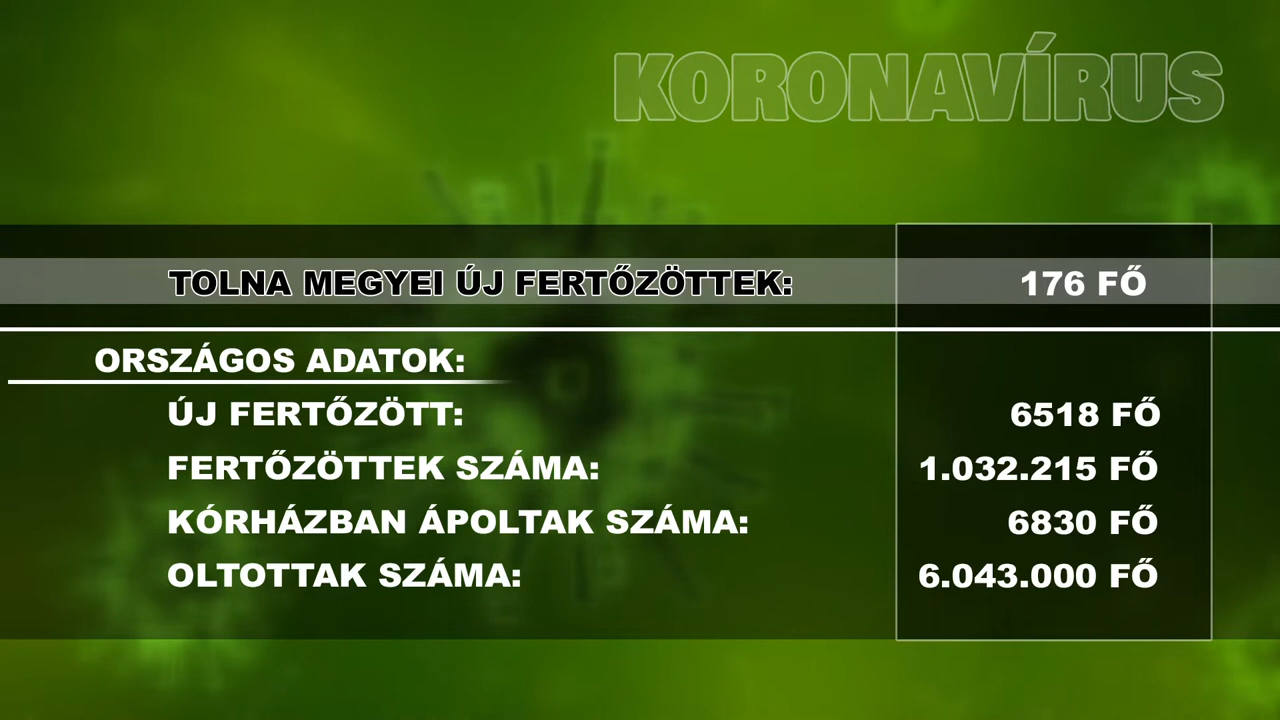 KORONAVÍRUS
TOLNA MEGYEI ÚJ FERTŐZÖTTEK: 176 FŐ
ORSZÁGOS ADATOK:
ÚJ FERTŐZÖTT: 6518 FŐ
FERTŐZÖTTEK SZÁMA: 1.032.215 FŐ
KÓRHÁZBAN ÁPOLTAK SZÁMA: 6830 FŐ
OLTOTTAK SZÁMA: 6.043.000 FŐ